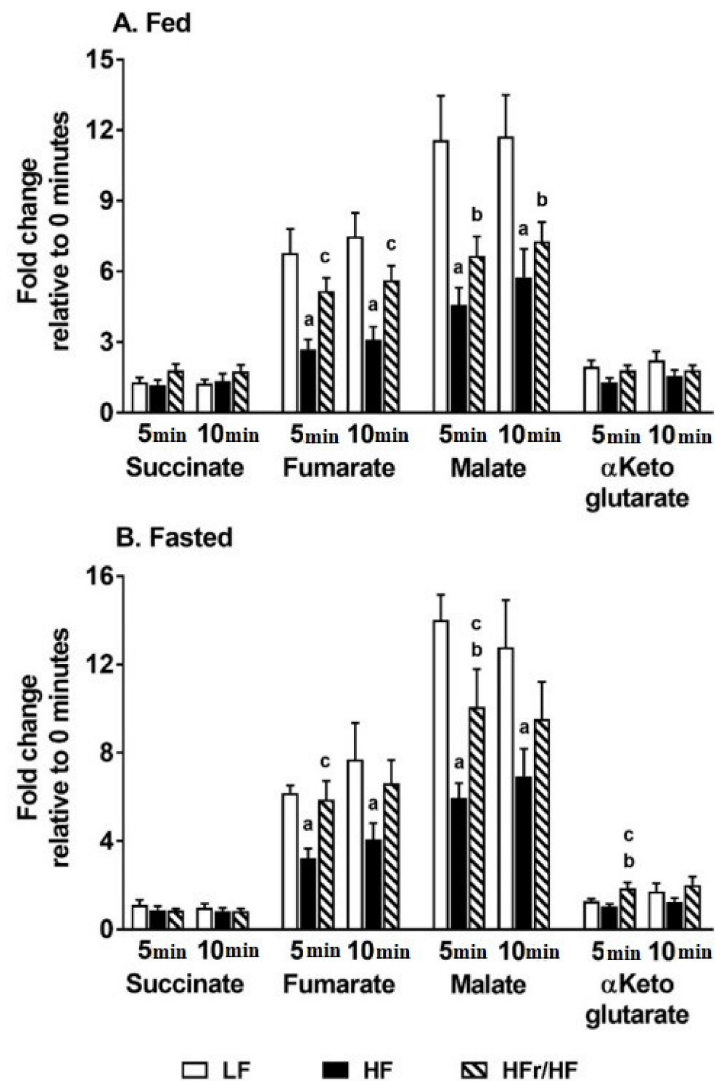 A. Fed
Fold change
relative to 0 minutes
15
12
9
6
3
0
a
c
a
c
a
b
a
b
5min 10min 5min 10min 5min 10min 5min 10min
Succinate Fumarate Malate αKeto
glutarate
B. Fasted
Fold change
relative to 0 minutes
16
12
8
4
0
a
c
a
a
c
b
a
c
b
5min 10min 5min 10min 5min 10min 5min 10min
Succinate Fumarate Malate αKeto
glutarate
LF HF HFr/HF